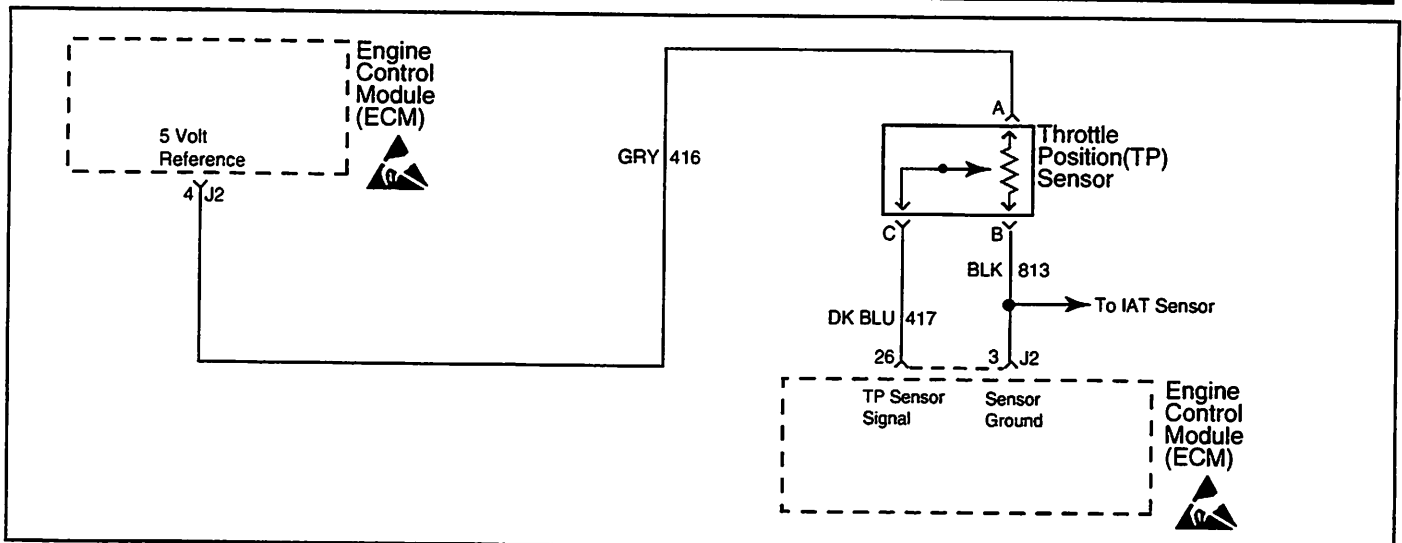 Engine
Control
Module
(ECM)
5 Volt
Reference
4 J2
GRY 416
A
Throttle
Position(TP)
Sensor
C
B
BLK 813
To IAT Sensor
DK BLU 417
26
3 J2
TP Sensor
Signal
Sensor
Ground
Engine
Control
Module
(ECM)